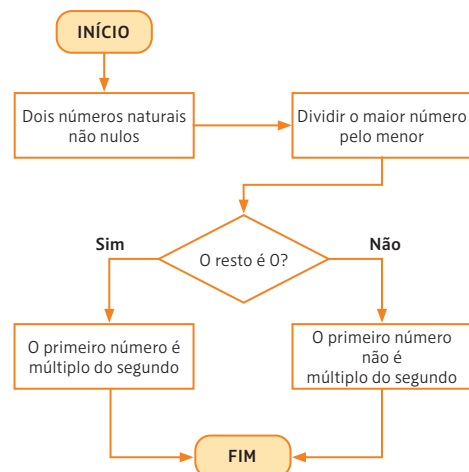 INÍCIO
Dois números naturais
não nulos
Dividir o maior número
pelo menor
Sim
Não
O resto é 0?
O primeiro número é
múltiplo do segundo
O primeiro número
não é
múltiplo do segundo
FIM